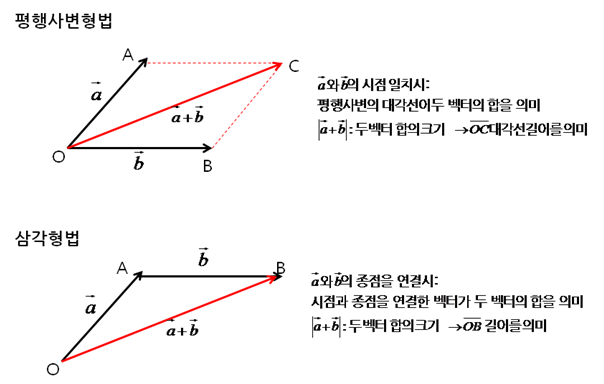 평행사변형법
A
C
a
a+b
O
b
B
a와b의 시점 일치시:
평행사변의 대각선이두 벡터의 합을 의미
|a+b|: 두벡터 합의크기 →OC대각선길이를의미
삼각형법
A
b
B
a
a+b
O
a와b의 종점을 연결시:
시점과 종점을 연결한 벡터가 두 벡터의 합을 의미
|a+b|: 두벡터 합의크기 →OB 길이를의미